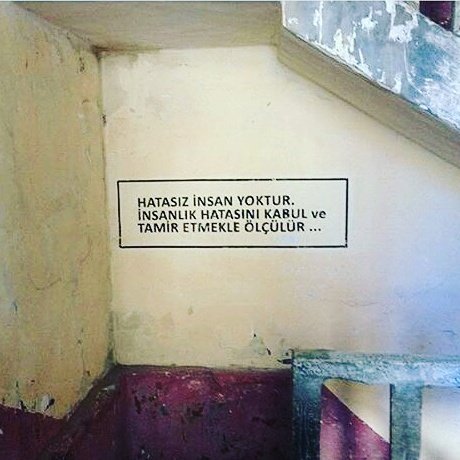 HATASIZ İNSAN YOKTUR.
İNSANLIK HATASINI KABUL ve
TAMİR ETMEKLE ÖLÇÜLÜR ...